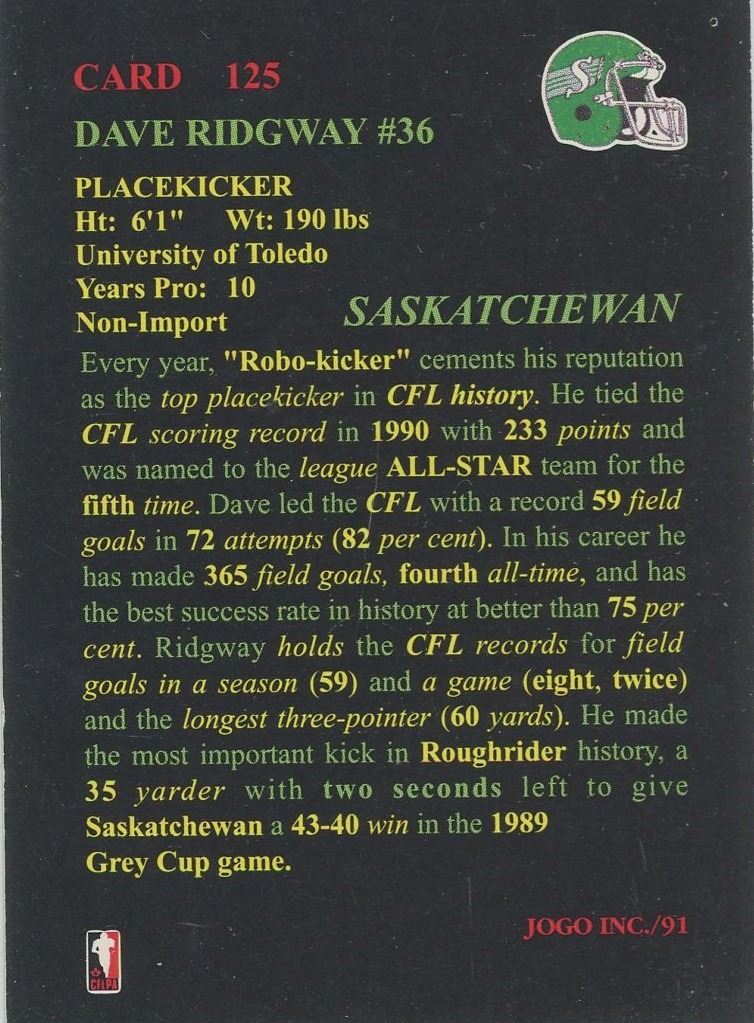 CARD 125
DAVE RIDGWAY #36
PLACEKICKER
Ht: 6'1" Wt: 190 lbs
University of Toledo
Years Pro: 10
Non-Import
SASKATCHEWAN
Every year, "Robo-kicker" cements his reputation
as the top placekicker in CFL history. He tied the
CFL scoring record in 1990 with 233 points and
was named to the league ALL-STAR team for the
fifth time. Dave led the CFL with a record 59 field
goals in 72 attempts (82 per cent). In his career he
has made 365 field goals, fourth all-time, and has
the best success rate in history at better than 75 per
cent. Ridgway holds the CFL records for field
goals in a season (59) and a game (eight, twice)
and the longest three-pointer (60 yards). He made
the most important kick in Roughrider history, a
35 yarder with two seconds left to give
Saskatchewan a 43-40 win in the 1989
Grey Cup game.
JOGO INC./91
CFLPA